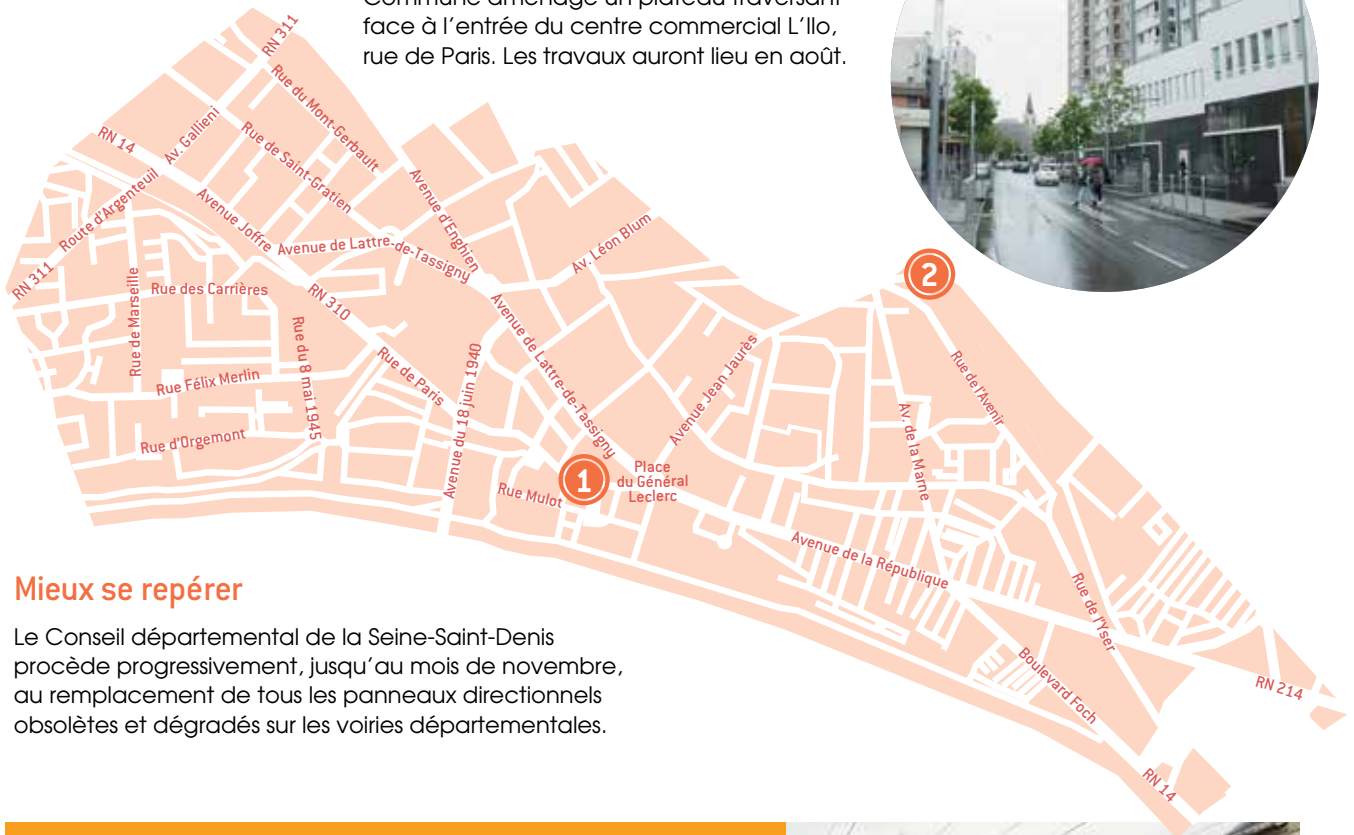 Commune aménage un plateau traversant
face à l'entrée du centre commercial L'Ilo,
rue de Paris. Les travaux auront lieu en août.
RN 311
Rue du Mont-Gerbault
Av. Gallieni
RN 14
Rue de Saint-Gratien
Route d'Argenteuil
Avenue Joffre
Avenue d'Enghien
Avenue de Lattre-de-Tassigny
Av. Léon Blum
RN 311
Rue de Marseille
Rue des Carrières
RN 310
2
Rue du 8 mai 1945
Avenue de Lattre-de-Tassigny
Rue de Paris
Avenue du 18 juin 1940
Avenue Jean Jaurès
Rue de l'Avenir
Rue Félix Merlin
Av. de la Marne
Rue d'Orgemont
1
Place
du Général
Leclerc
Rue Mulot
Avenue de la République
Rue de l'Yser
Boulevard Foch
RN 214
RN 14
Mieux se repérer
Le Conseil départemental de la Seine-Saint-Denis
procède progressivement, jusqu'au mois de novembre,
au remplacement de tous les panneaux directionnels
obsolètes et dégradés sur les voiries départementales.